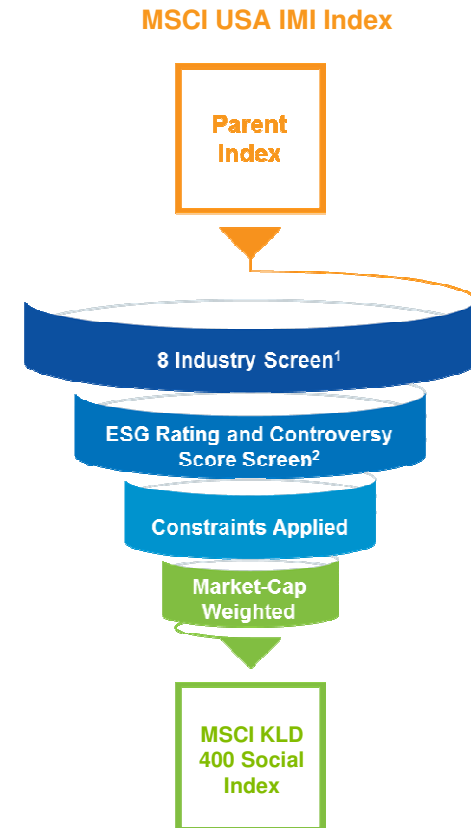 MSCI USA IMI Index
Parent
Index
8 Industry Screen¹
ESG Rating and Controversy
Score Screen²
Constraints Applied
Market-Cap
Weighted
MSCI KLD
400 Social
Index